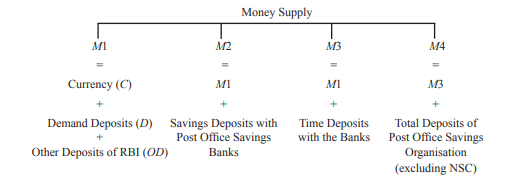 Money Supply
M1 M2 M3 M4
= = = =
Currency (C) M1 M1 M3
+ + + +
Demand Deposits (D) Savings Deposits with Time Deposits Total Deposits of
+ Post Office Savings with the Banks Post Office Savings
Other Deposits of RBI (OD) Banks Organisation
(excluding NSC)